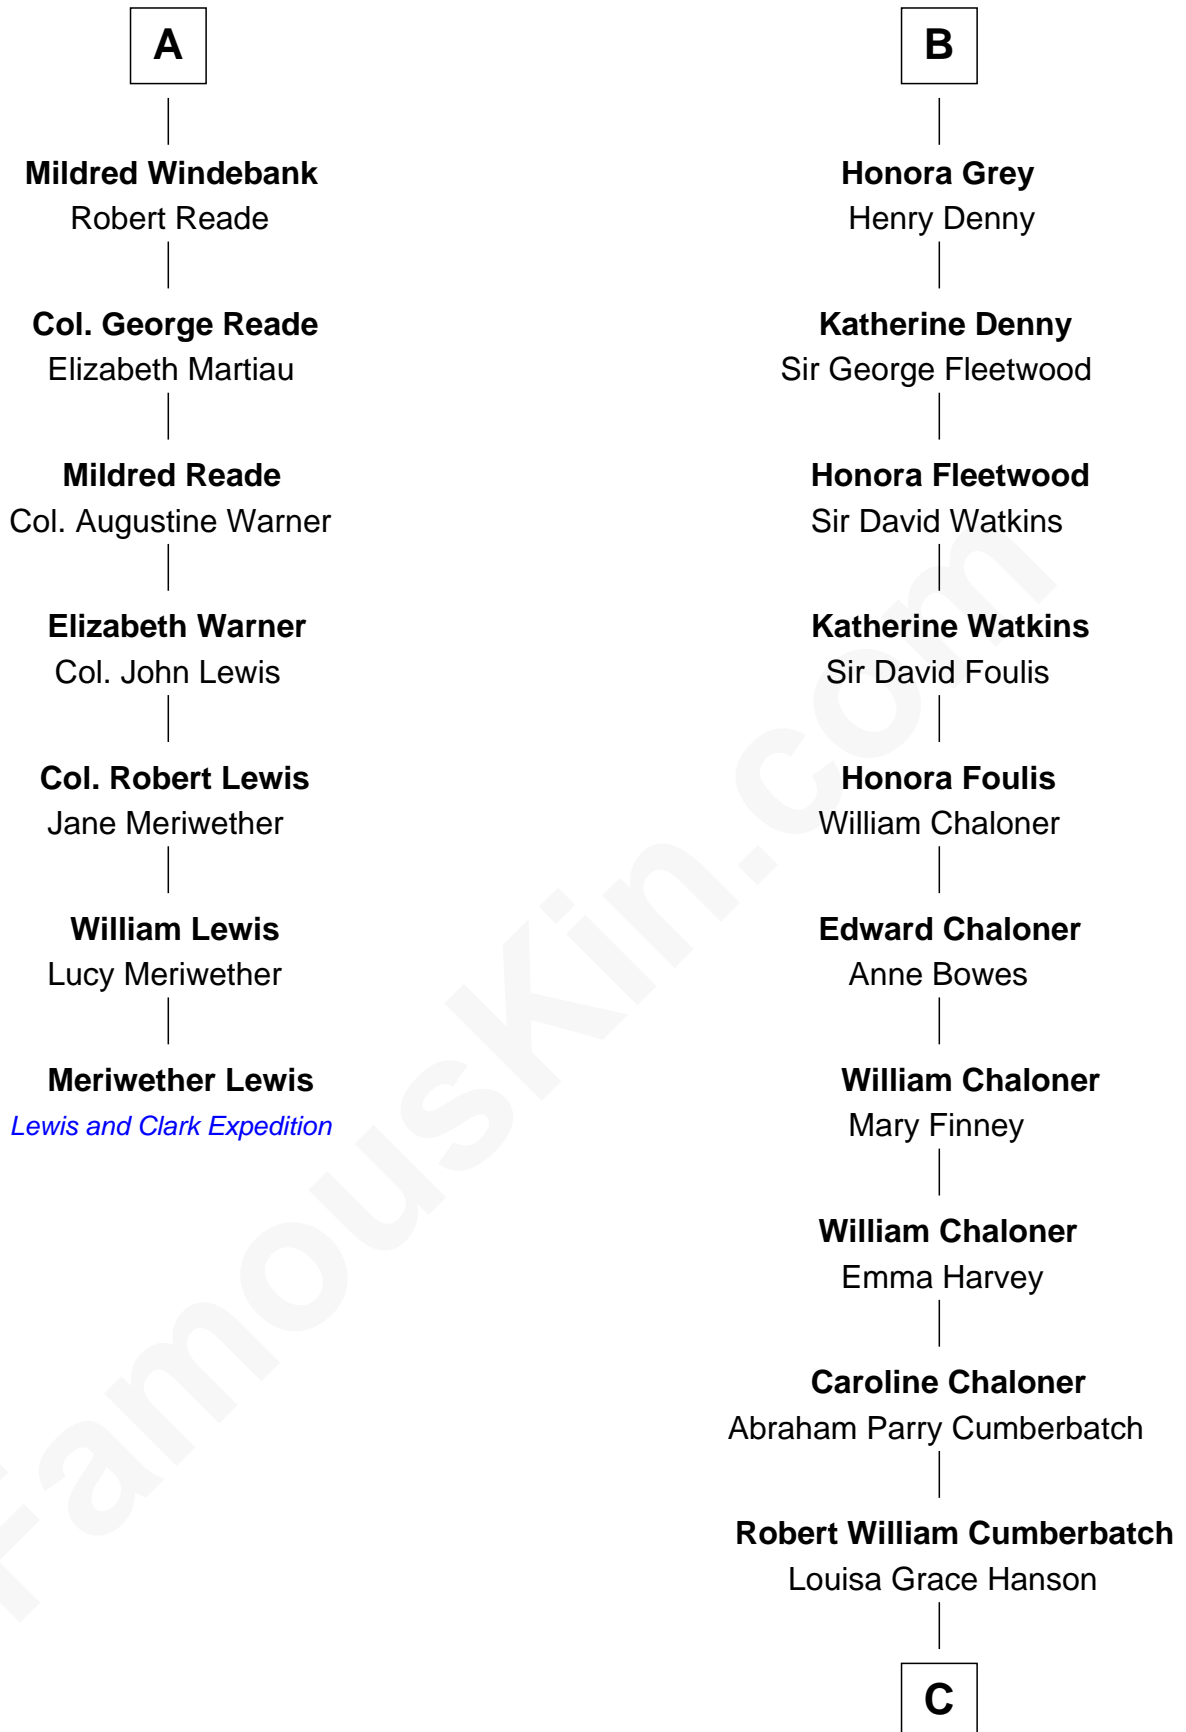 A
Mildred Windebank
Robert Reade
Col. George Reade
Elizabeth Martiau
Mildred Reade
Col. Augustine Warner
Elizabeth Warner
Col. John Lewis
Col. Robert Lewis
Jane Meriwether
William Lewis
Lucy Meriwether
Meriwether Lewis
Lewis and Clark Expedition
B
Honora Grey
Henry Denny
Katherine Denny
Sir George Fleetwood
Honora Fleetwood
Sir David Watkins
Katherine Watkins
Sir David Foulis
Honora Foulis
William Chaloner
Edward Chaloner
Anne Bowes
William Chaloner
Mary Finney
William Chaloner
Emma Harvey
Caroline Chaloner
Abraham Parry Cumberbatch
Robert William Cumberbatch
Louisa Grace Hanson
C
FamousKin.com